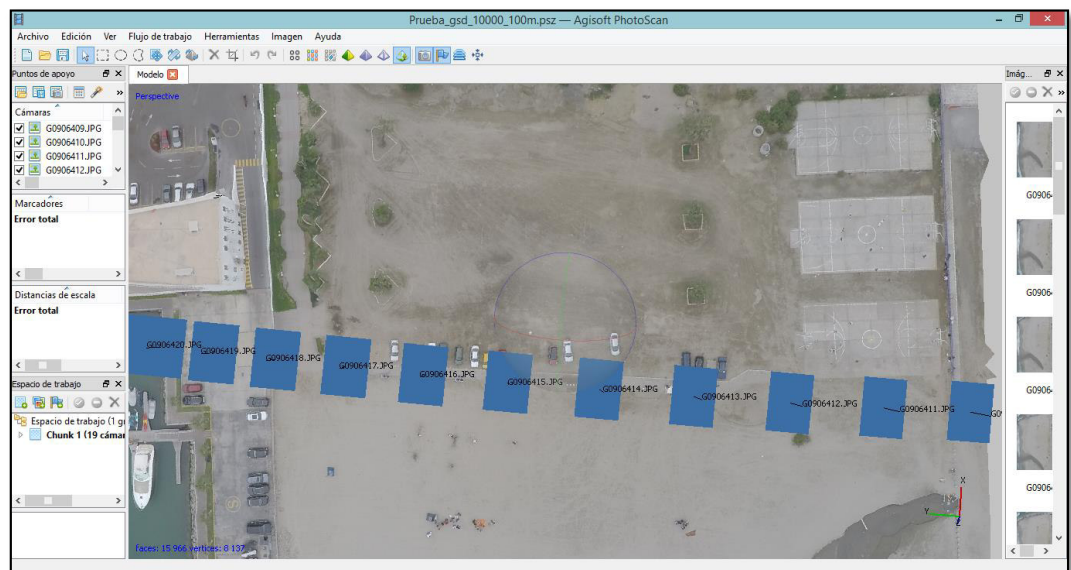 Prueba_gsd_10000_100m.psz — Agisoft PhotoScan
Archivo Edición Ver Flujo de trabajo Herramientas Imagen Ayuda
Puntos de apoyo
Modelo
Imág...
Perspective
Cámaras
G0906409.JPG
G0906410.JPG
G0906411.JPG
G0906412.JPG
Marcadores
Error total
Distancias de escala
Error total
Espacio de trabajo
Espacio de trabajo (1 gr
Chunk 1 (19 cámar
G0906420.JPG
G0906419.JPG
G0906418.JPG
G0906417.JPG
G0906416.JPG
G0906415.JPG
G0906414.JPG
G0906413.JPG
G0906412.JPG
G0906411.JPG
G0
X
Y
Z
faces: 15 966 vertices: 8 137
G0906
G0906
G0906
G0906